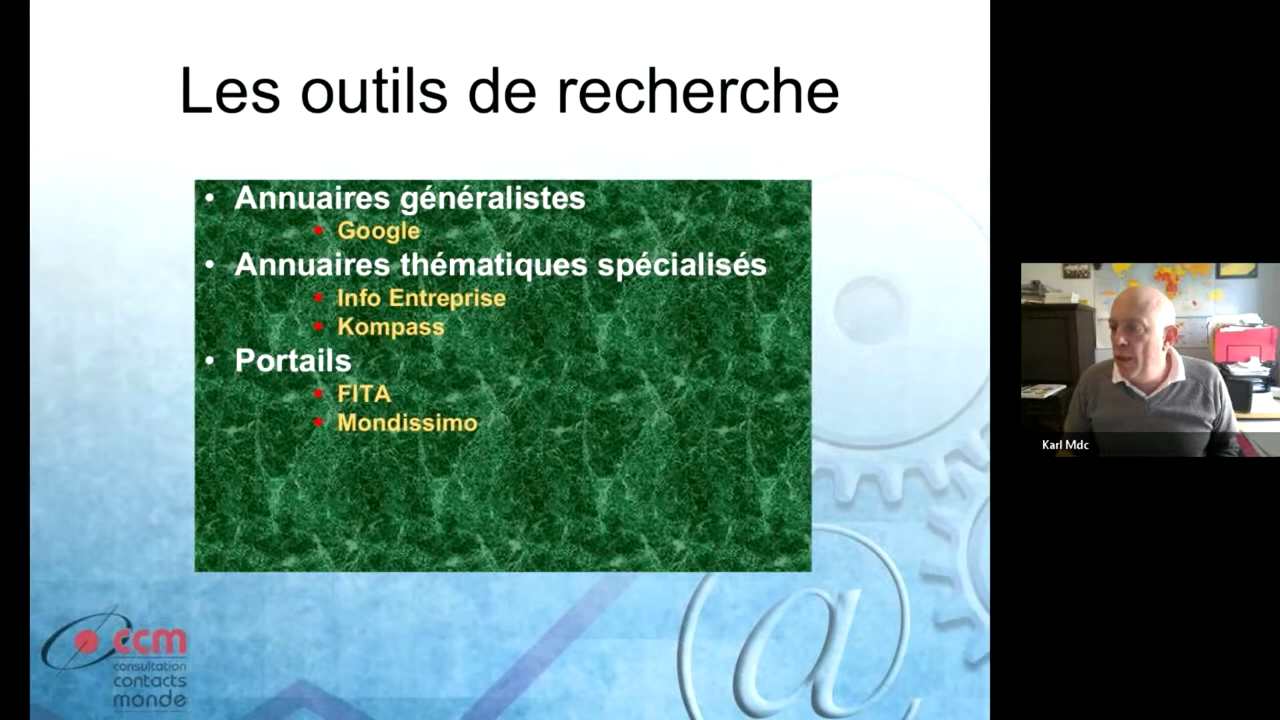 Les outils de recherche
• Annuaires généralistes
• Google
• Annuaires thématiques spécialisés
• Info Entreprise
• Kompass
• Portails
• FITA
• Mondissimo
@
ccm
consultation
contacts
monde
Karl Mdc